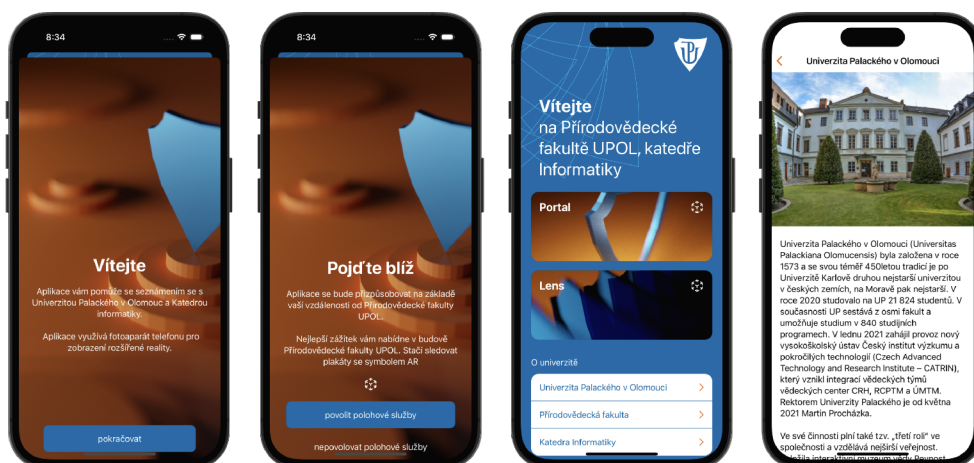 8:34
Vítejte
Aplikace vám pomůže se seznámením se s
Univerzitou Palackého v Olomouc a Katedrou
informatiky.
Aplikace využívá fotoaparát telefonu pro
zobrazení rozšířené reality.
pokračovat
8:34
Pojďte blíž
Aplikace se bude přizpůsobovat na základě
vaší vzdálenosti od Přírodovědecké fakulty
UPOL.
Nejlepší zážitek vám nabídne v budově
Přírodovědecké fakulty UPOL. Stačí sledovat
plakáty se symbolem AR
povolit polohové služby
nepovolovat polohové služby
Vítejte
na Přírodovědecké
fakultě UPOL, katedře
Informatiky
Portal
Lens
O univerzitě
Univerzita Palackého v Olomouci
Přírodovědecká fakulta
Katedra Informatiky
Univerzita Palackého v Olomouci
Univerzita Palackého v Olomouci (Universitas
Palackiana Olomucensis) byla založena v roce
1573 a se svou téměř 450letou tradicí je po
Univerzitě Karlově druhou nejstarší univerzitou
v českých zemích, na Moravě pak nejstarší. V
roce 2020 studovalo na UP 21 824 studentů. V
současnosti UP sestává z osmi fakult a
umožňuje studium v 840 studijních
programech. V lednu 2021 zahájil provoz nový
vysokoškolský ústav Český institut výzkumu a
pokročilých technologií (Czech Advanced
Technology and Research Institute – CATRIN),
který vznikl integrací vědeckých týmů
vědeckých center CRH, RCPTM a ÚMTM.
Rektorem Univerzity Palackého je od května
2021 Martin Procházka.
Ve své činnosti plní také tzv. „třetí roli" ve
společnosti a vzdělává nejširší veřejnost.
interaktivní muzeum vědy Pevnost